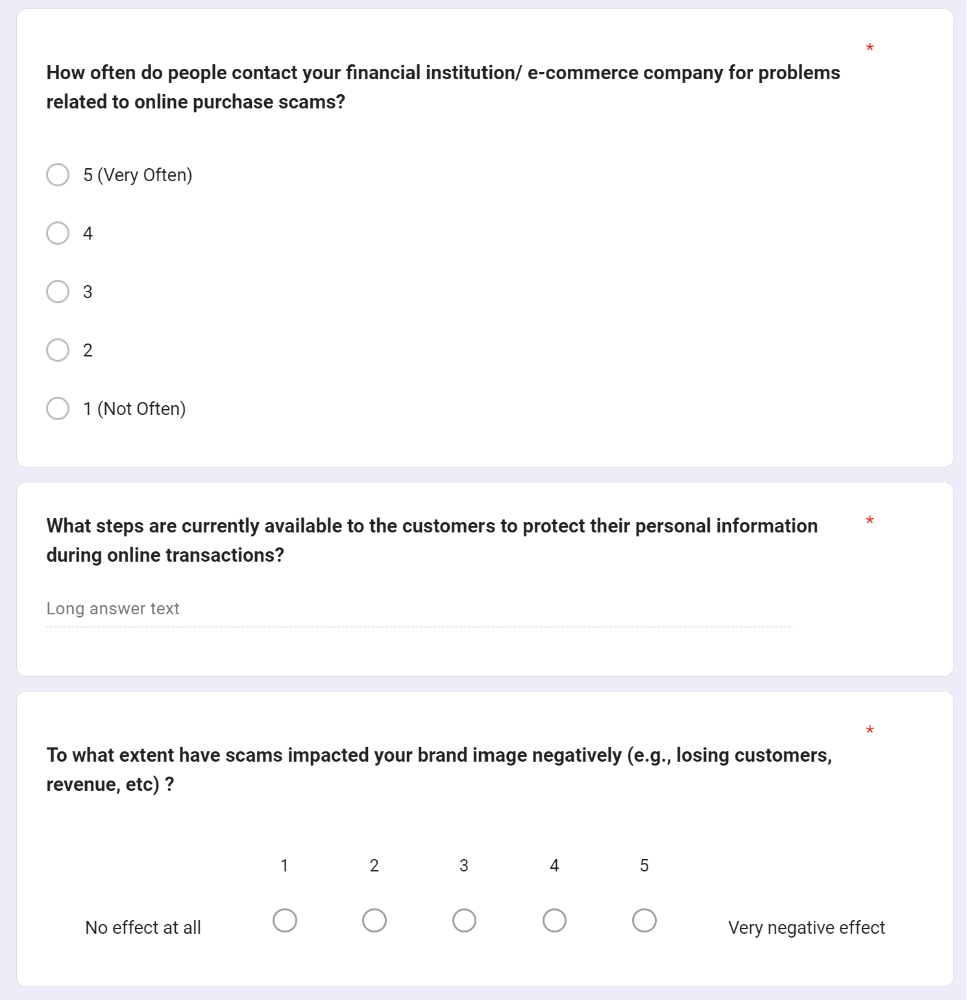 *
How often do people contact your financial institution/ e-commerce company for problems
related to online purchase scams?
5 (Very Often)
4
3
2
1 (Not Often)
What steps are currently available to the customers to protect their personal information *
during online transactions?
Long answer text
*
To what extent have scams impacted your brand image negatively (e.g., losing customers,
revenue, etc) ?
1 2 3 4 5
No effect at all Very negative effect